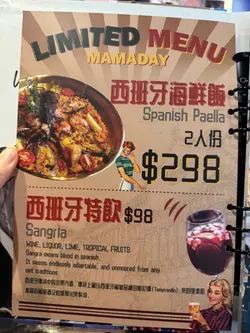 LIMITED MENU
MAMADAY
西班牙海鮮飯
Spanish Paella
2人份
$298
西班牙特飲 $98
Sangria
WINE, LIQUOR, LIME, TROPICAL FRUITS
Sangria means blood in spanish,
It seems endlessly adaptable, and unmoored from any
set traditions.